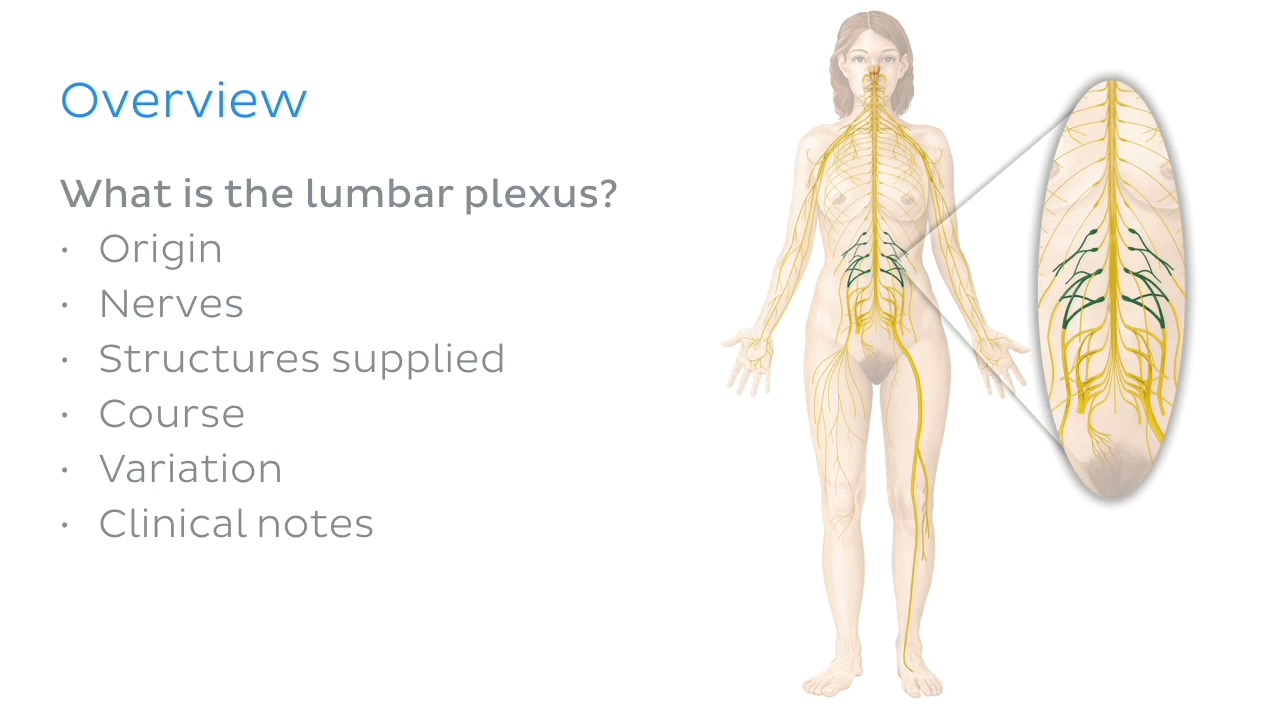 Overview
What is the lumbar plexus?
• Origin
• Nerves
• Structures supplied
• Course
• Variation
• Clinical notes